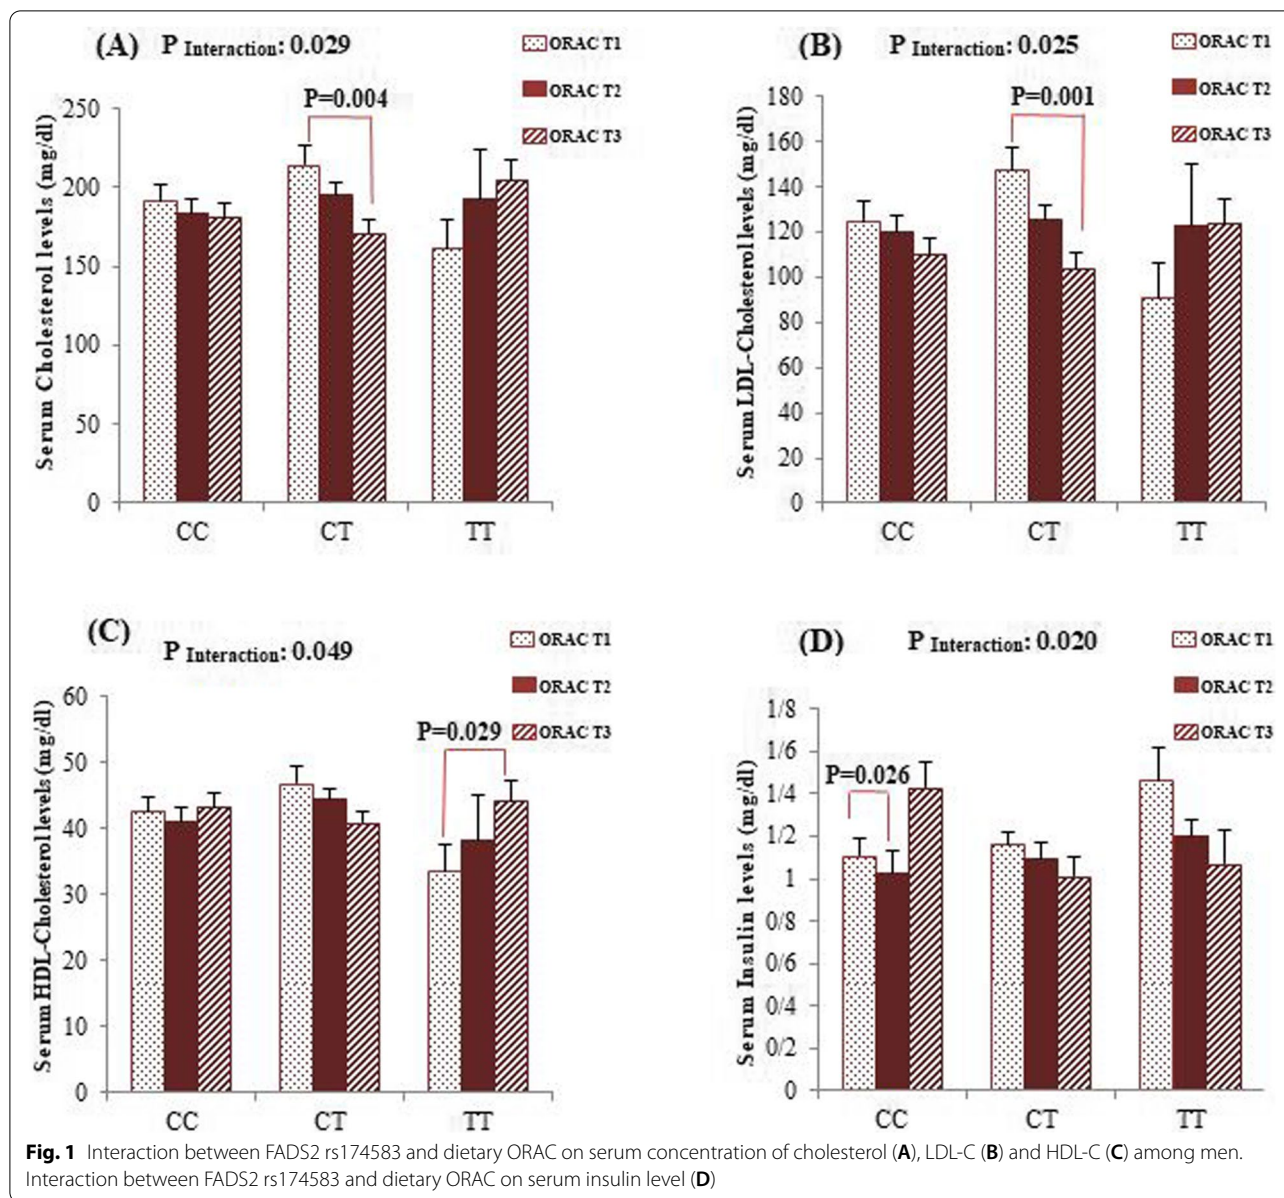 (A) P Interaction: 0.029
ORAC T1
ORAC T2
ORAC T3
P=0.004
Serum Cholesterol levels (mg/dl)
250
200
150
100
50
0
CC CT TT
(B) P Interaction: 0.025
ORAC T1
ORAC T2
ORAC T3
P=0.001
Serum LDL-Cholesterol levels (mg/dl)
180
160
140
120
100
80
60
40
20
0
CC CT TT
(C) P Interaction: 0.049
ORAC T1
ORAC T2
ORAC T3
P=0.029
Serum HDL-Cholesterol levels (mg/dl)
60
50
40
30
20
10
0
CC CT TT
(D) P Interaction: 0.020
ORAC T1
ORAC T2
ORAC T3
P=0.026
Serum Insulin levels (mg/dl)
1/8
1/6
1/4
1/2
1
0/8
0/6
0/4
0/2
0
CC CT TT
Fig. 1 Interaction between FADS2 rs174583 and dietary ORAC on serum concentration of cholesterol (A), LDL-C (B) and HDL-C (C) among men.
Interaction between FADS2 rs174583 and dietary ORAC on serum insulin level (D)